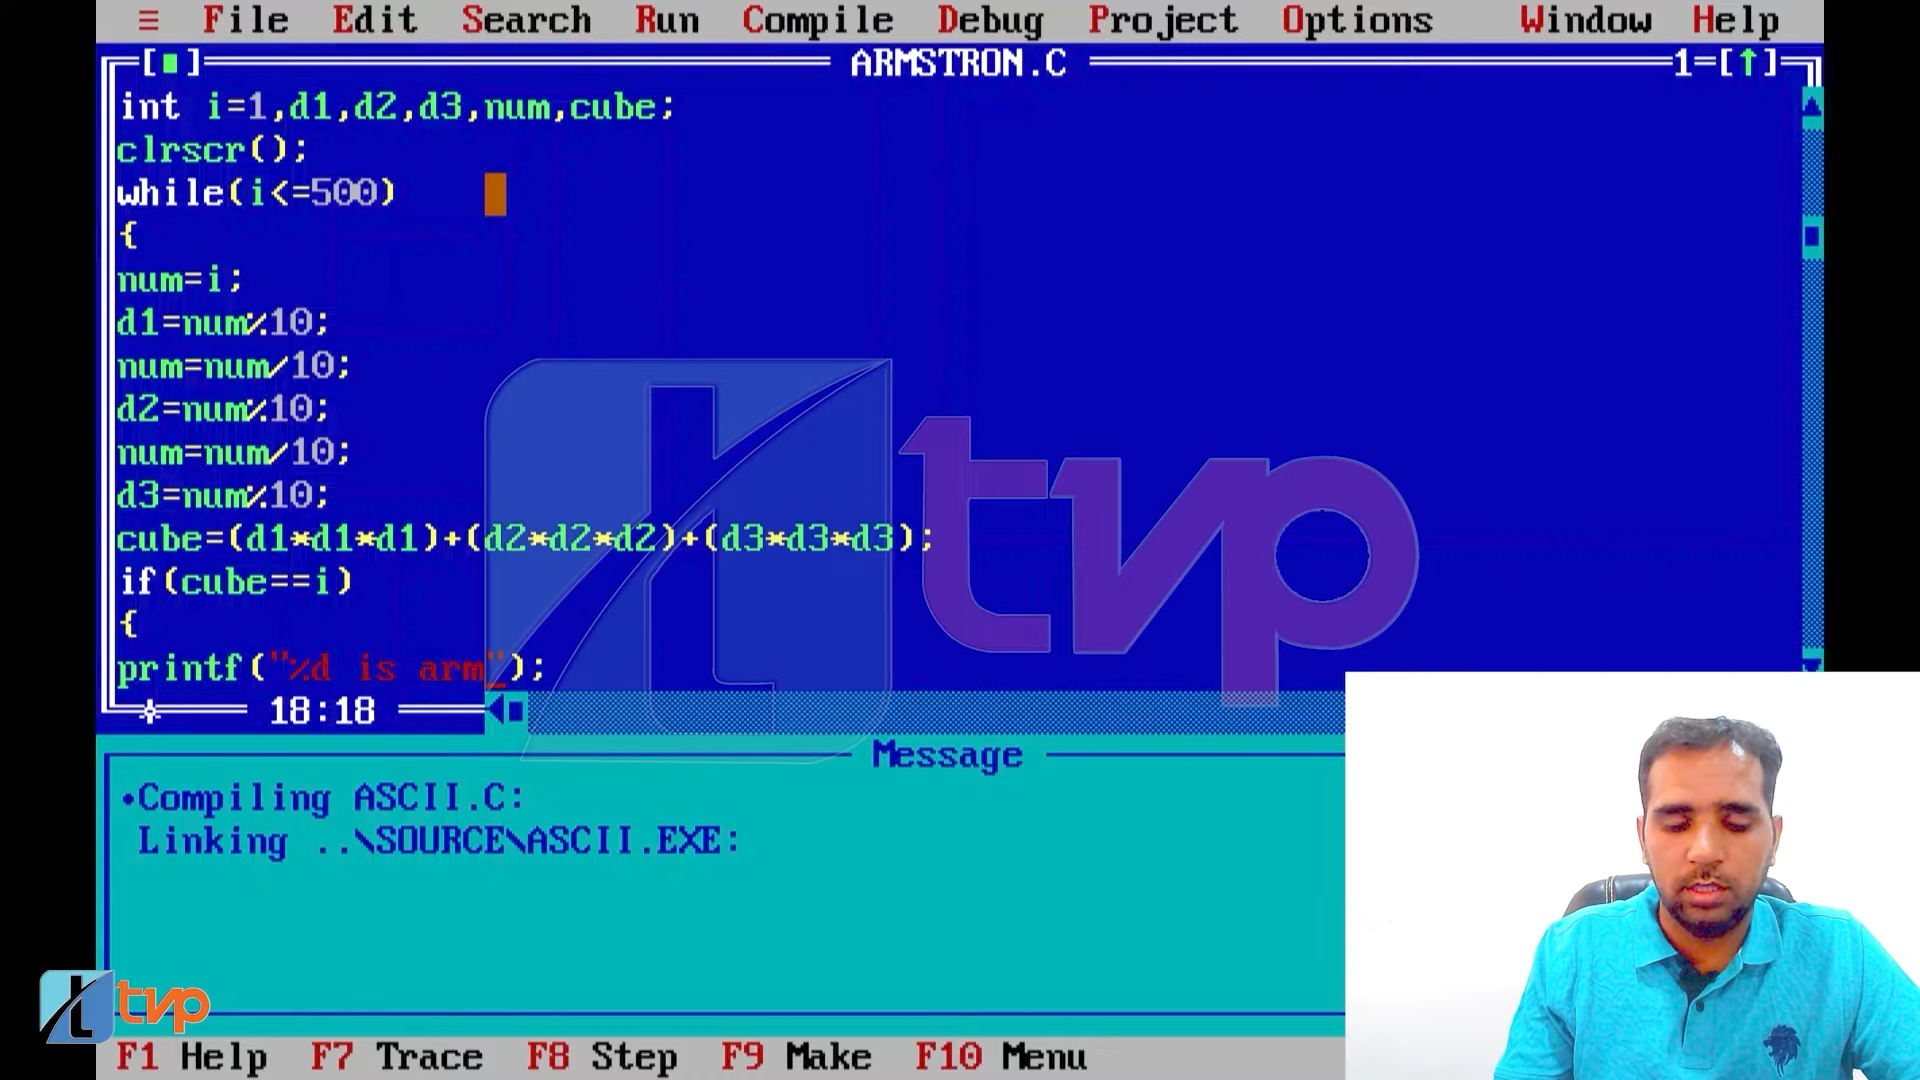 ≡ File Edit Search Run Compile Debug Project Options Window Help
[■] ARMSTRON.C 1=[↑]
int i=1,d1,d2,d3,num,cube;
clrscr();
while(i<=500)
{
num=i;
d1=num%10;
num=num/10;
d2=num%10;
num=num/10;
d3=num%10;
cube=(d1*d1*d1)+(d2*d2*d2)+(d3*d3*d3);
if(cube==i)
{
printf("%d is arm");
18:18
tvp
Message
•Compiling ASCII.C:
Linking ..\SOURCE\ASCII.EXE:
tvp
F1 Help F7 Trace F8 Step F9 Make F10 Menu